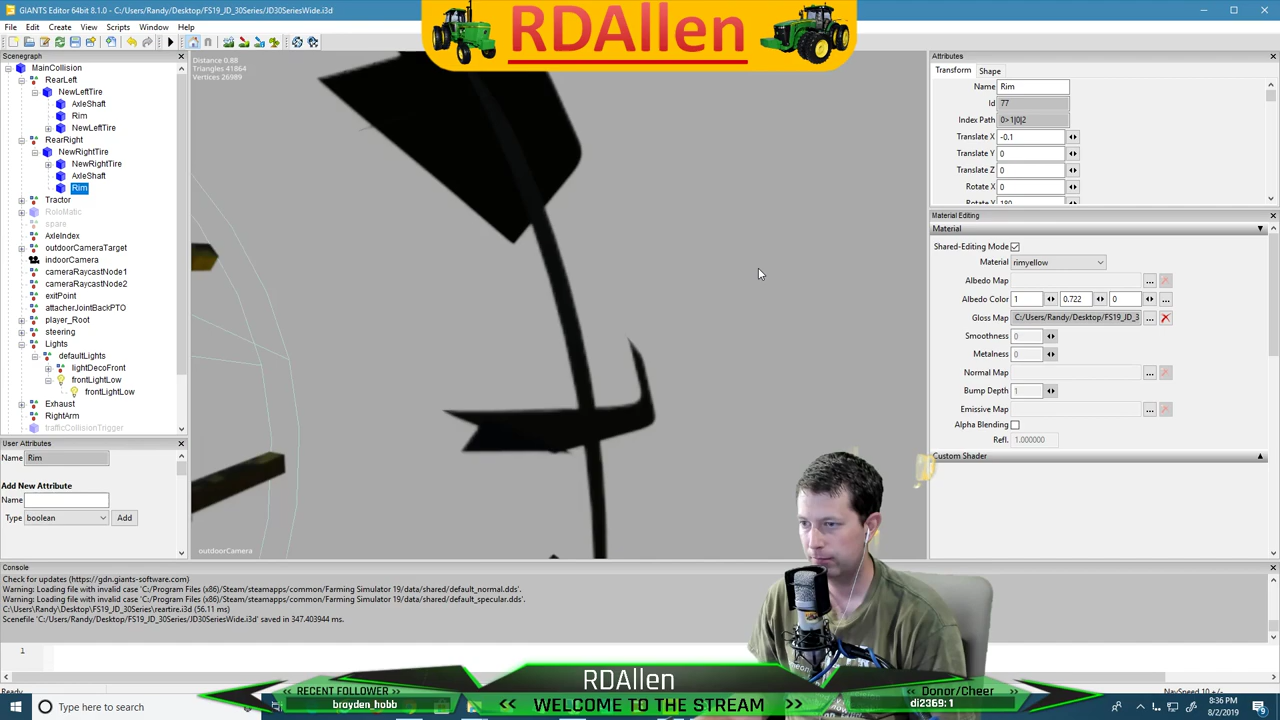 GIANTS Editor 64bit 8.1.0 - [C:/Users/Randy/Desktop/FS19_JD_30Series/JD30SeriesWide.i3d]
File Edit Create View Scripts Window Help
RDAllen
Scenegraph
MainCollision
RearLeft
NewLeftTire
AxleShaft
Rim
NewLeftTire
RearRight
NewRightTire
NewRightTire
AxleShaft
Rim
Tractor
RoloMatic
spare
AxleIndex
outdoorCameraTarget
indoorCamera
cameraRaycastNode1
cameraRaycastNode2
exitPoint
attacherJointBackPTO
player_Root
steering
Lights
defaultLights
lightDecoFront
frontLightLow
frontLightLow
Exhaust
RightArm
trafficCollisionTrigger
User Attributes
Name Rim
Add New Attribute
Name
Type boolean Add
Distance 0.88
Triangles 41864
Vertices 26989
outdoorCamera
Attributes
Transform Shape
Name Rim
Id 77
Index Path 0>1|0|2
Translate X -0.1
Translate Y 0
Translate Z 0
Rotate X 0
Rotate Y 180
Material Editing
Material
Shared-Editing Mode
Material rimyellow
Albedo Map ...
Albedo Color 1 0.722 0 ...
Gloss Map C:/Users/Randy/Desktop/FS19_JD_3 ...
Smoothness 0
Metalness 0
Normal Map ...
Bump Depth 1
Emissive Map ...
Alpha Blending
Refl. 1.000000
Custom Shader
Console
Check for updates (https://gdn.giants-software.com)
Warning: Loading file with invalid case 'C:/Program Files (x86)/Steam/steamapps/common/Farming Simulator 19/data/shared/default_normal.dds'.
Warning: Loading file with invalid case 'C:/Program Files (x86)/Steam/steamapps/common/Farming Simulator 19/data/shared/default_specular.dds'.
C:\Users\Randy\Desktop\FS19_JD_30Series\reartire.i3d (56.11 ms)
Scenefile 'C:/Users/Randy/Desktop/FS19_JD_30Series/JD30SeriesWide.i3d' saved in 347.403944 ms.
1
Ready
NavSpeed 10 +/-
Type here to search
<< RECENT FOLLOWER >>
brayden_hobb
RDAllen
<< WELCOME TO THE STREAM >>
<< Donor/Cheer >>
di2369: 1
8:36 PM
8/2/2019